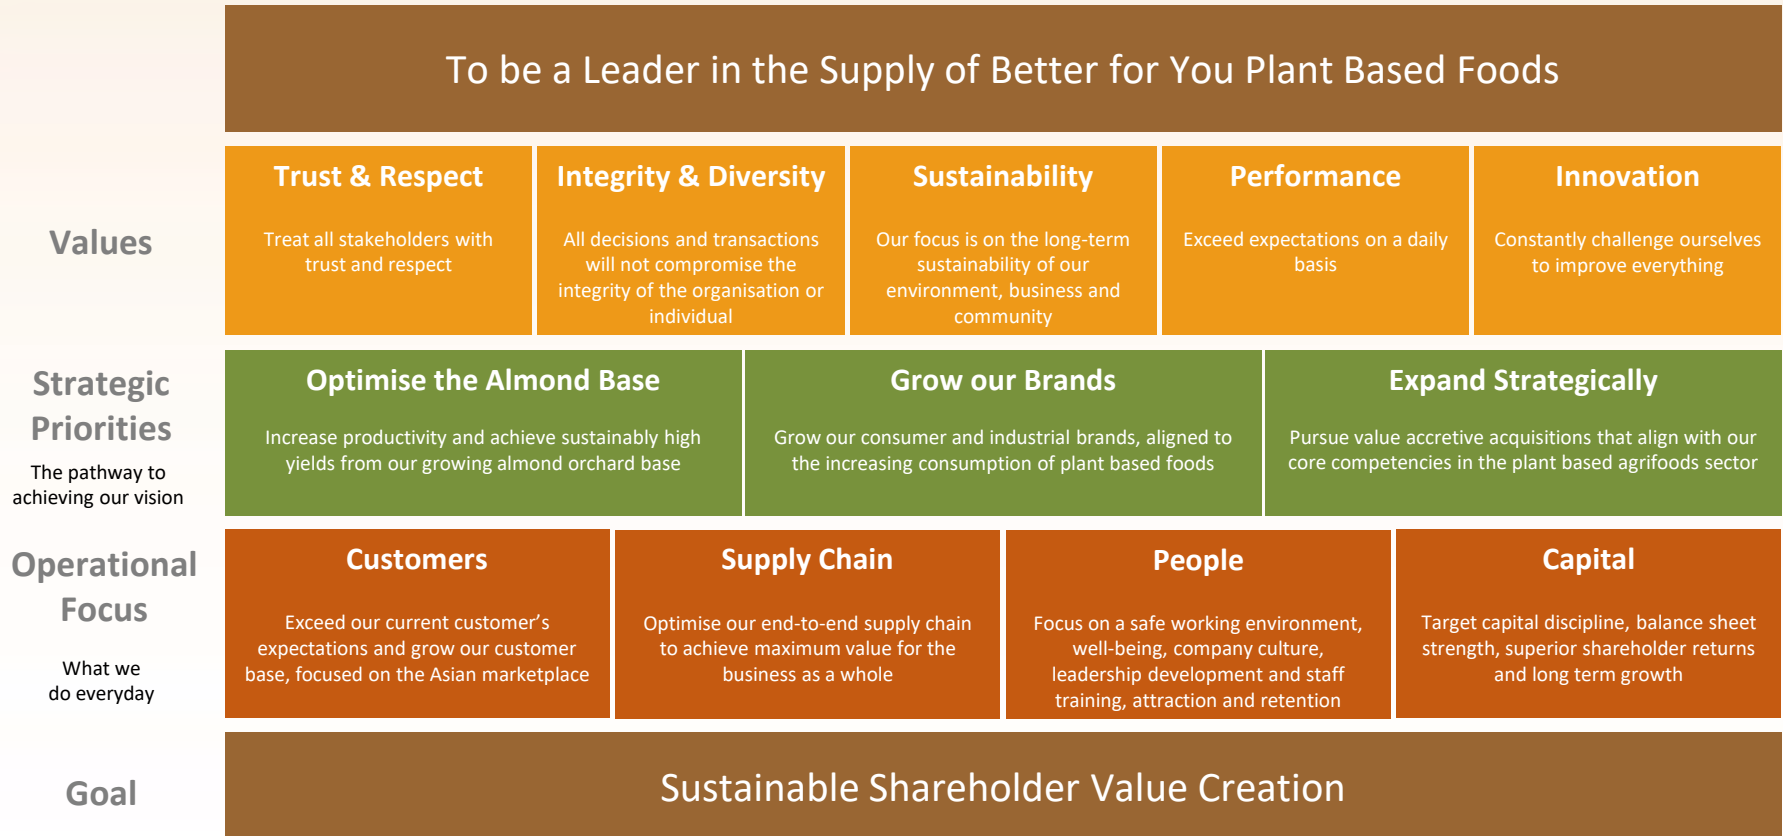 To be a Leader in the Supply of Better for You Plant Based Foods
Values
Trust & Respect
Treat all stakeholders with
trust and respect
Integrity & Diversity
All decisions and transactions
will not compromise the
integrity of the organisation or
individual
Sustainability
Our focus is on the long-term
sustainability of our
environment, business and
community
Performance
Exceed expectations on a daily
basis
Innovation
Constantly challenge ourselves
to improve everything
Strategic
Priorities
The pathway to
achieving our vision
Optimise the Almond Base
Increase productivity and achieve sustainably high
yields from our growing almond orchard base
Grow our Brands
Grow our consumer and industrial brands, aligned to
the increasing consumption of plant based foods
Expand Strategically
Pursue value accretive acquisitions that align with our
core competencies in the plant based agrifoods sector
Operational
Focus
What we
do everyday
Customers
Exceed our current customer’s
expectations and grow our customer
base, focused on the Asian marketplace
Supply Chain
Optimise our end-to-end supply chain
to achieve maximum value for the
business as a whole
People
Focus on a safe working environment,
well-being, company culture,
leadership development and staff
training, attraction and retention
Capital
Target capital discipline, balance sheet
strength, superior shareholder returns
and long term growth
Goal
Sustainable Shareholder Value Creation